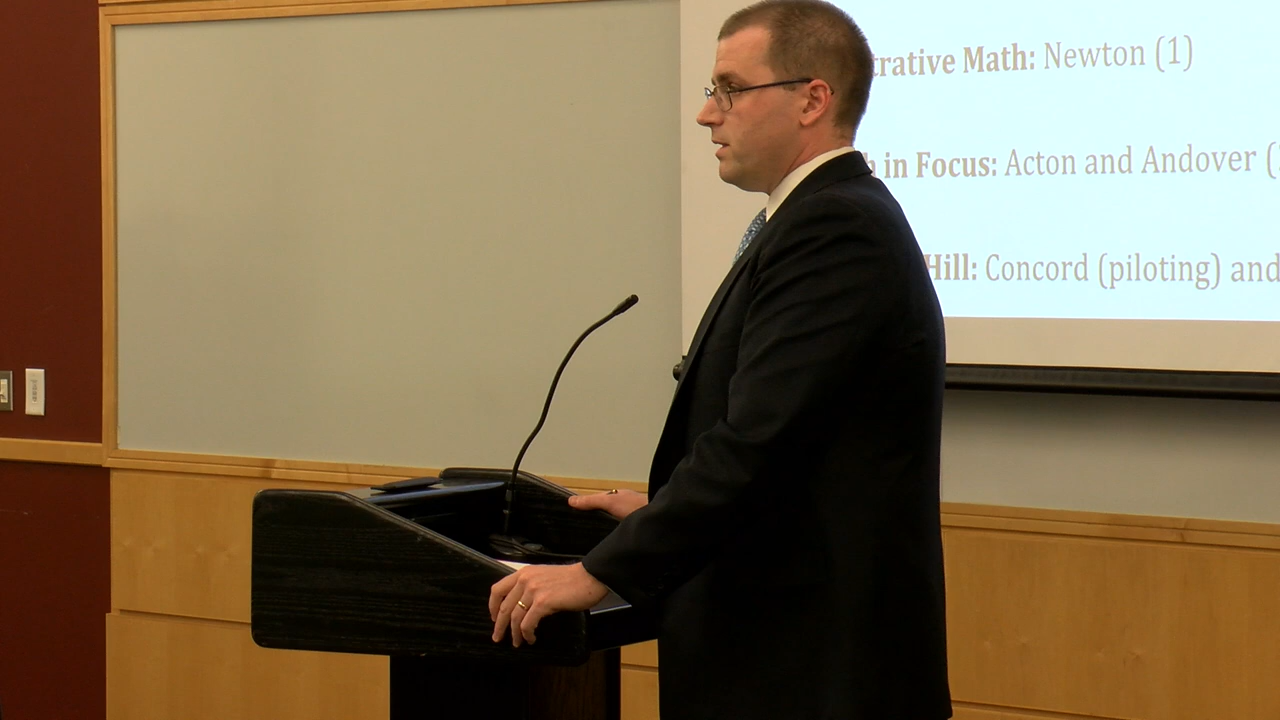 trative Math: Newton (1)
in Focus: Acton and Andover (
Hill: Concord (piloting) and